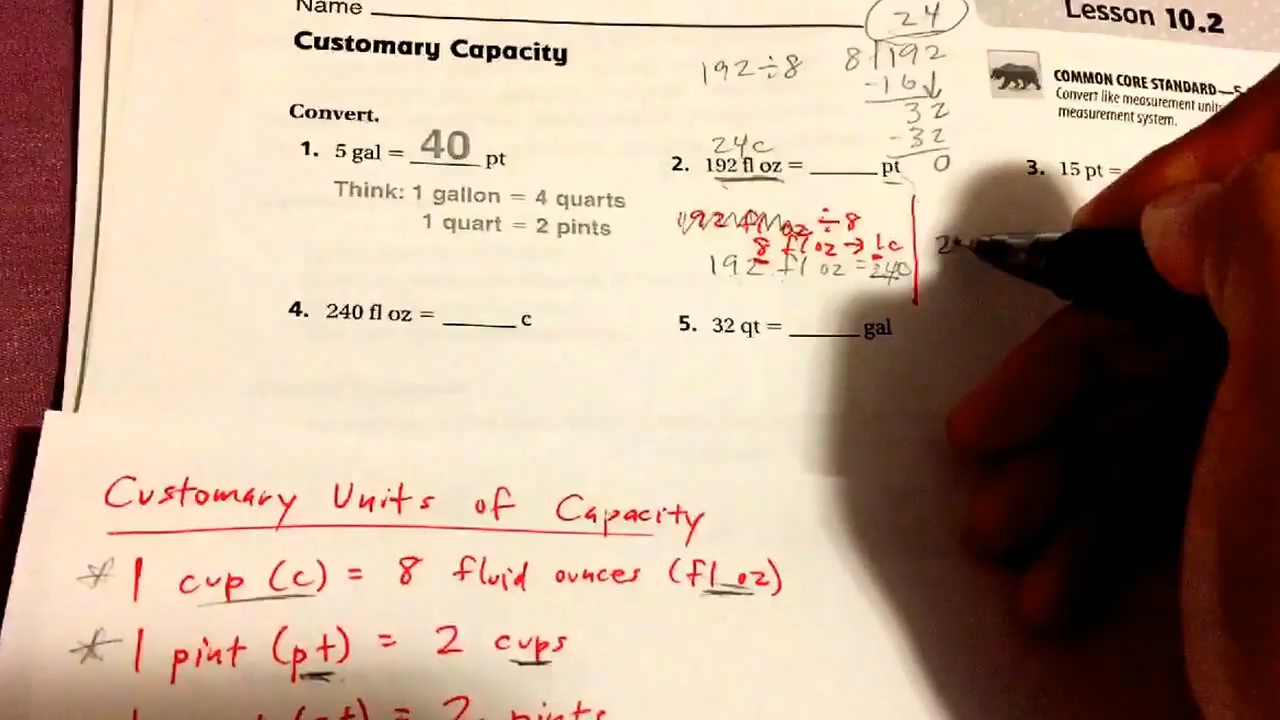 Name
Lesson 10.2
Customary Capacity
192÷8
24
8 192
-16↓
32
-32
0
COMMON CORE STANDARD—5
Convert like measurement unit
measurement system.
Convert.
1. 5 gal = 40 pt
Think: 1 gallon = 4 quarts
1 quart = 2 pints
24c
2. 192 fl oz = ______ pt
192 fl oz ÷8
8 fl oz → 1c
192 fl oz =
3. 15 pt =
4. 240 fl oz = ______ c
5. 32 qt = ______ gal
Customary Units of Capacity
* 1 cup (c) = 8 fluid ounces (fl oz)
* 1 pint (pt) = 2 cups
= 2 pints